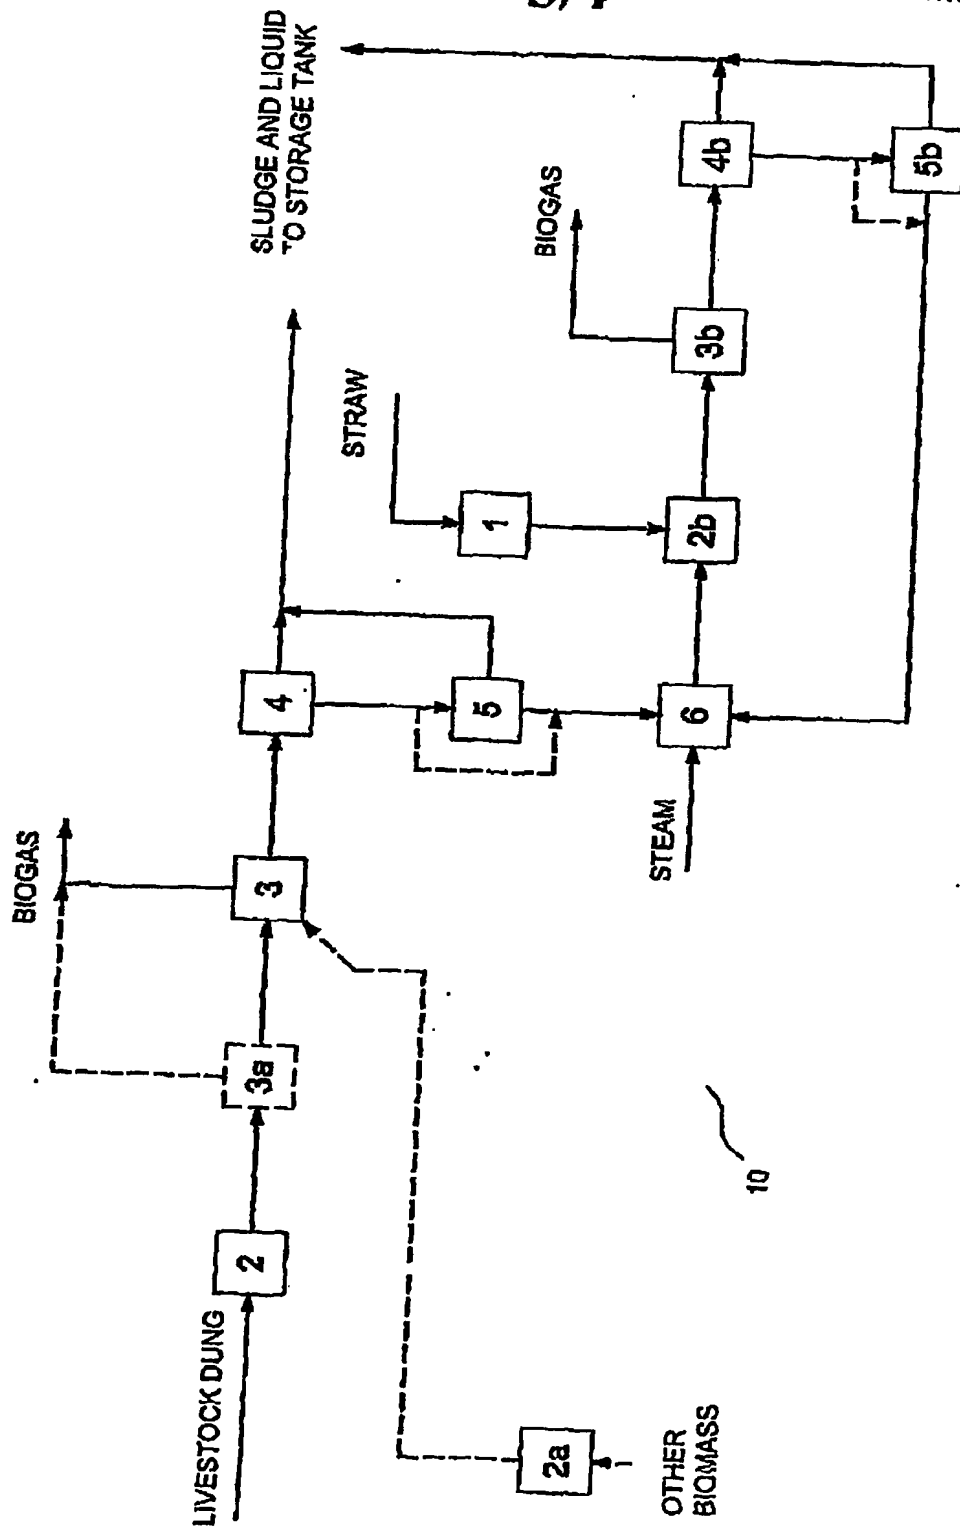 LIVESTOCK DUNG
2
3a
BIOGAS
3
4
SLUDGE AND LIQUID
TO STORAGE TANK
OTHER
BIOMASS
2a
5
STRAW
1
STEAM
6
2b
3b
BIOGAS
4b
5b
10